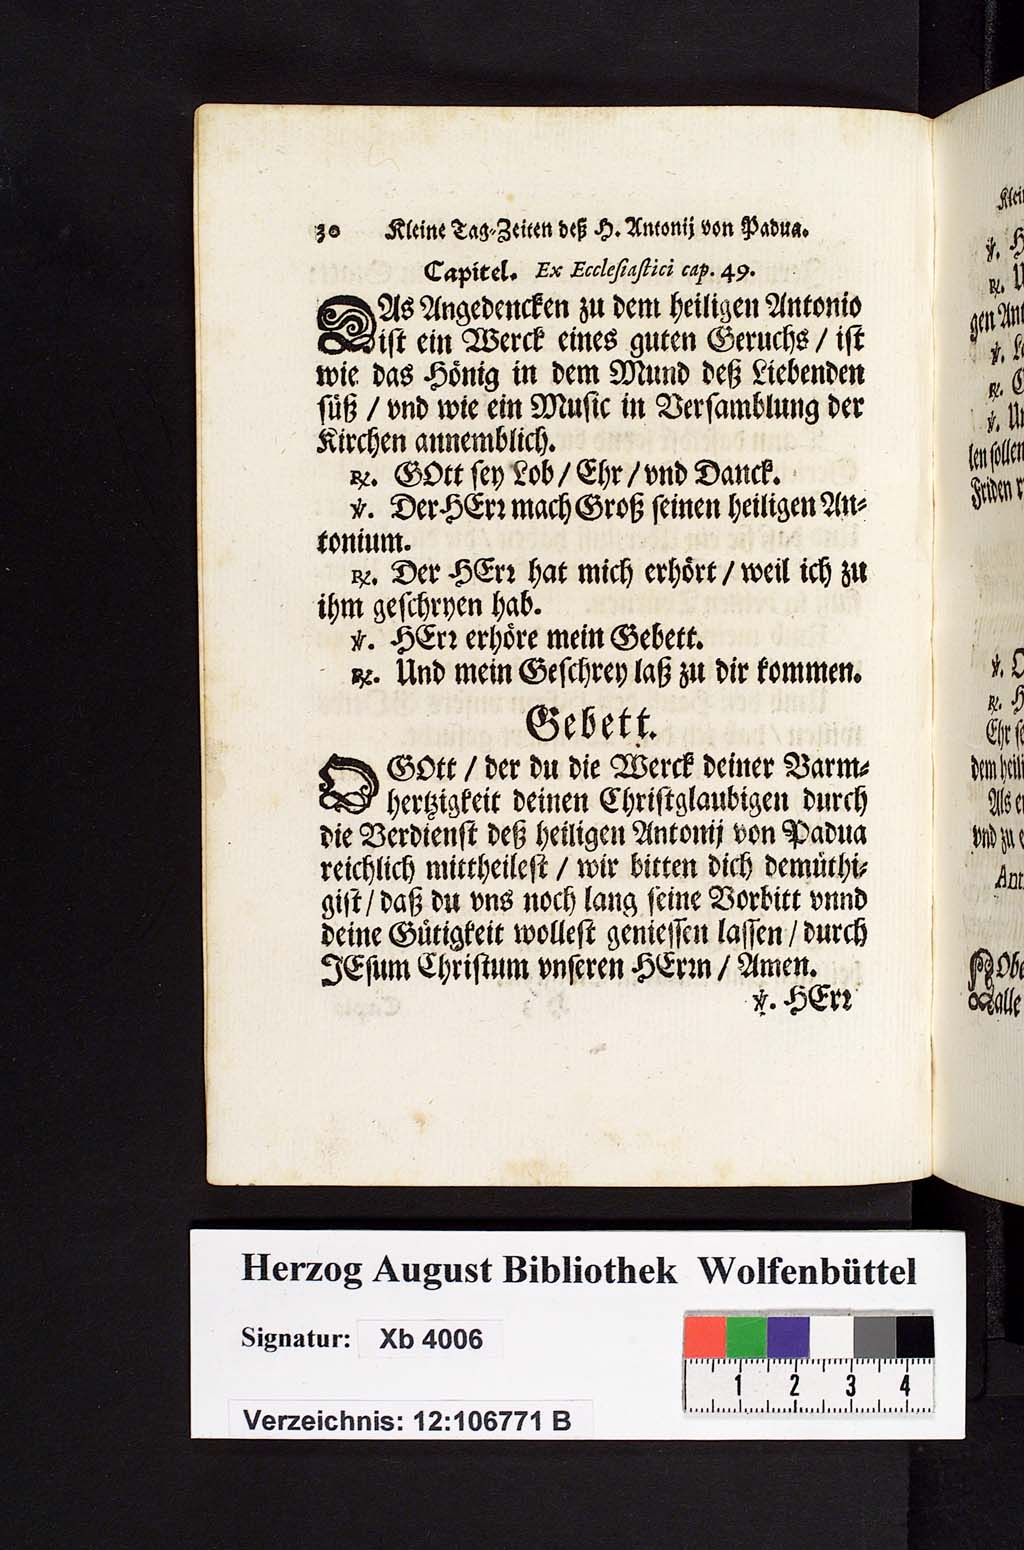 30 Kleine Tag-Zeiten deß H. Antonij von Padua.
Capitel. Ex Ecclesiastici cap. 49.
DAs Angedencken zu dem heiligen Antonio
ist ein Werck eines guten Geruchs / ist
wie das Hönig in dem Mund deß Liebenden
süß / vnd wie ein Music in Versamblung der
Kirchen annemblich.
℟. GOtt sey Lob / Ehr / vnd Danck.
℣. Der HErꝛ mach Groß seinen heiligen An-
tonium.
℟. Der HErꝛ hat mich erhört / weil ich zu
ihm geschryen hab.
℣. HErꝛ erhöre mein Gebett.
℟. Und mein Geschrey laß zu dir kommen.
Gebett.
O GOtt / der du die Werck deiner Barm-
hertzigkeit deinen Christglaubigen durch
die Verdienst deß heiligen Antonij von Padua
reichlich mittheilest / wir bitten dich demüthi-
gist / daß du vns noch lang seine Vorbitt vnnd
deine Gütigkeit wollest geniessen lassen / durch
JEsum Christum vnseren HErꝛn / Amen.
℣. HErꝛ
Herzog August Bibliothek Wolfenbüttel
Signatur: Xb 4006
Verzeichnis: 12:106771 B
1 2 3 4